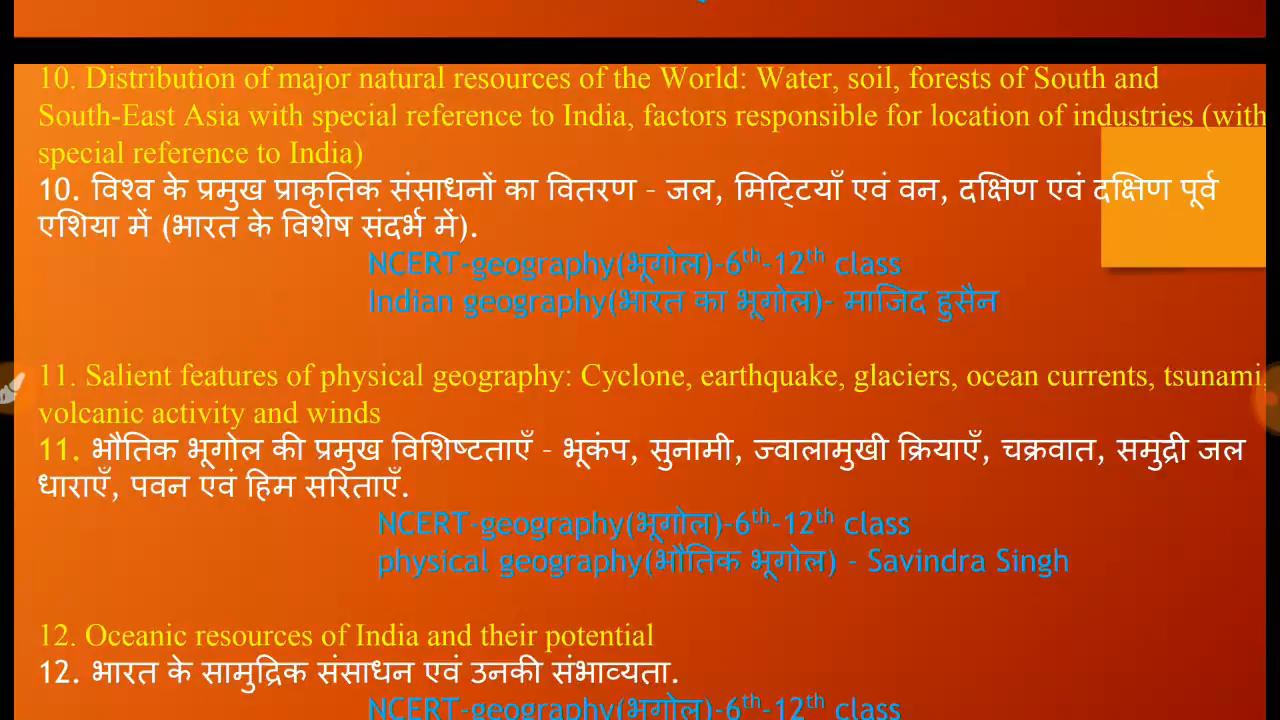 10. Distribution of major natural resources of the World: Water, soil, forests of South and
South-East Asia with special reference to India, factors responsible for location of industries (with
special reference to India)
10. विश्व के प्रमुख प्राकृतिक संसाधनों का वितरण - जल, मिट्टियाँ एवं वन, दक्षिण एवं दक्षिण पूर्व
एशिया में (भारत के विशेष संदर्भ में).
NCERT-geography(भूगोल)-6th-12th class
Indian geography(भारत का भूगोल)- माजिद हुसैन
11. Salient features of physical geography: Cyclone, earthquake, glaciers, ocean currents, tsunami,
volcanic activity and winds
11. भौतिक भूगोल की प्रमुख विशिष्टताएँ - भूकंप, सुनामी, ज्वालामुखी क्रियाएँ, चक्रवात, समुद्री जल
धाराएँ, पवन एवं हिम सरिताएँ.
NCERT-geography(भूगोल)-6th-12th class
physical geography(भौतिक भूगोल) - Savindra Singh
12. Oceanic resources of India and their potential
12. भारत के सामुद्रिक संसाधन एवं उनकी संभाव्यता.
NCERT-geography(भूगोल)-6th-12th class